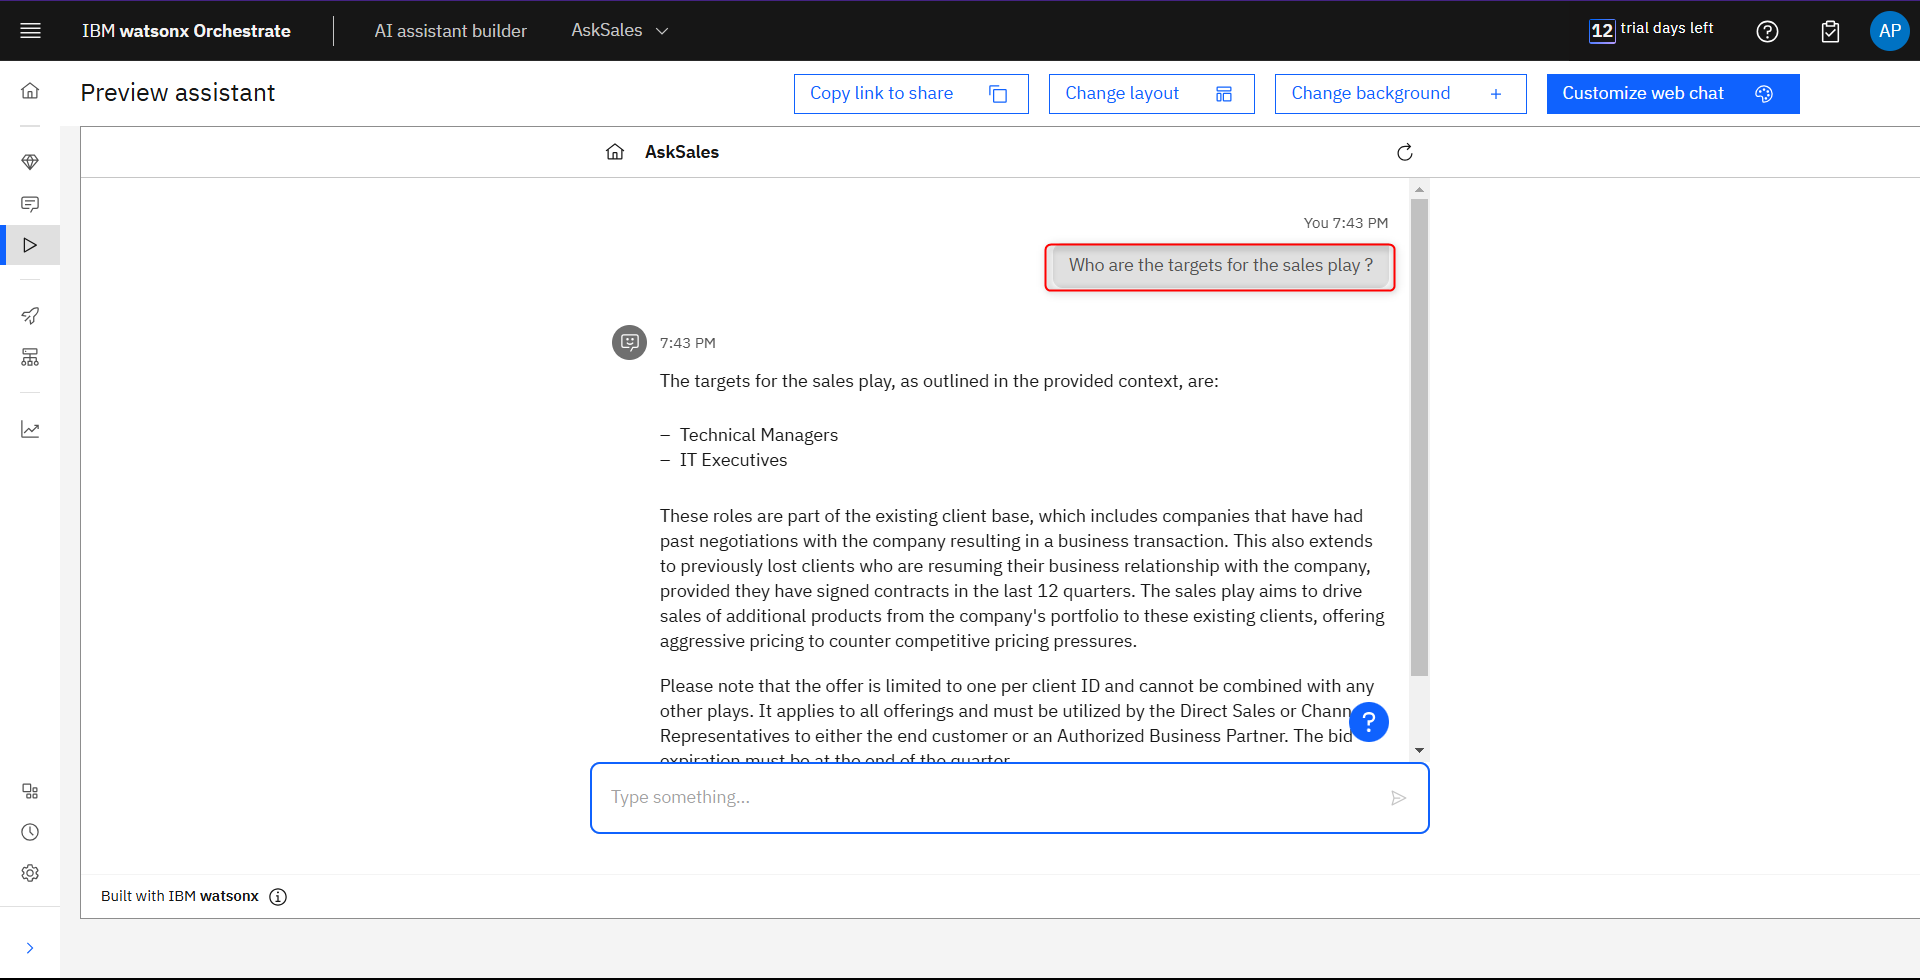 IBM watsonx Orchestrate
AI assistant builder
AskSales
12 trial days left
AP
Preview assistant
Copy link to share
Change layout
Change background
Customize web chat
AskSales
You 7:43 PM
Who are the targets for the sales play ?
7:43 PM
The targets for the sales play, as outlined in the provided context, are:
– Technical Managers
– IT Executives
These roles are part of the existing client base, which includes companies that have had
past negotiations with the company resulting in a business transaction. This also extends
to previously lost clients who are resuming their business relationship with the company,
provided they have signed contracts in the last 12 quarters. The sales play aims to drive
sales of additional products from the company's portfolio to these existing clients, offering
aggressive pricing to counter competitive pricing pressures.
Please note that the offer is limited to one per client ID and cannot be combined with any
other plays. It applies to all offerings and must be utilized by the Direct Sales or Chann
Representatives to either the end customer or an Authorized Business Partner. The bid
expiration must be at the end of the quarter.
Type something...
Built with IBM watsonx